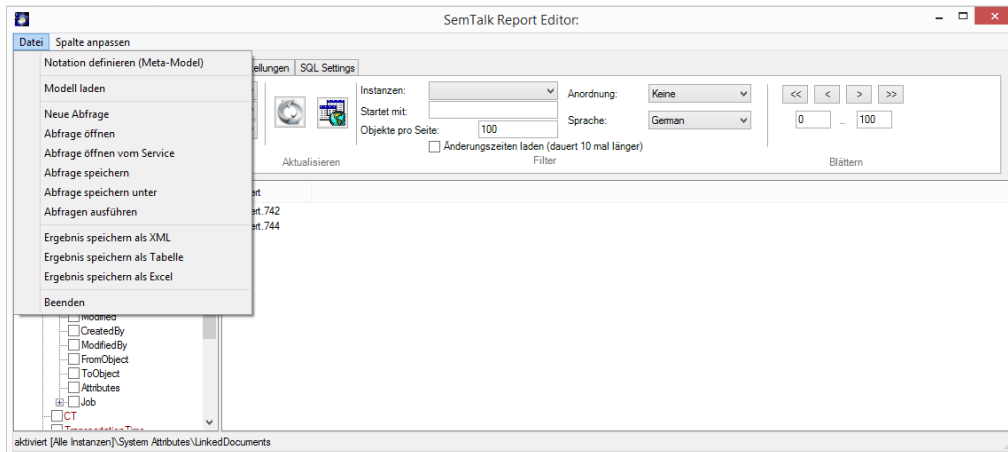 SemTalk Report Editor:
Datei Spalte anpassen
Notation definieren (Meta-Model)
Modell laden
Neue Abfrage
Abfrage öffnen
Abfrage öffnen vom Service
Abfrage speichern
Abfrage speichern unter
Abfragen ausführen
Ergebnis speichern als XML
Ergebnis speichern als Tabelle
Ergebnis speichern als Excel
Beenden
SQL Settings
Instanzen:
Startet mit:
Objekte pro Seite: 100
Änderungszeiten laden (dauert 10 mal länger)
Anordnung: Keine
Sprache: German
<< < > >>
0 .. 100
Aktualisieren Filter Blättern
Modified
CreatedBy
ModifiedBy
FromObject
ToObject
Attributes
Job
CT
aktiviert [Alle Instanzen]\System Attributes\LinkedDocuments